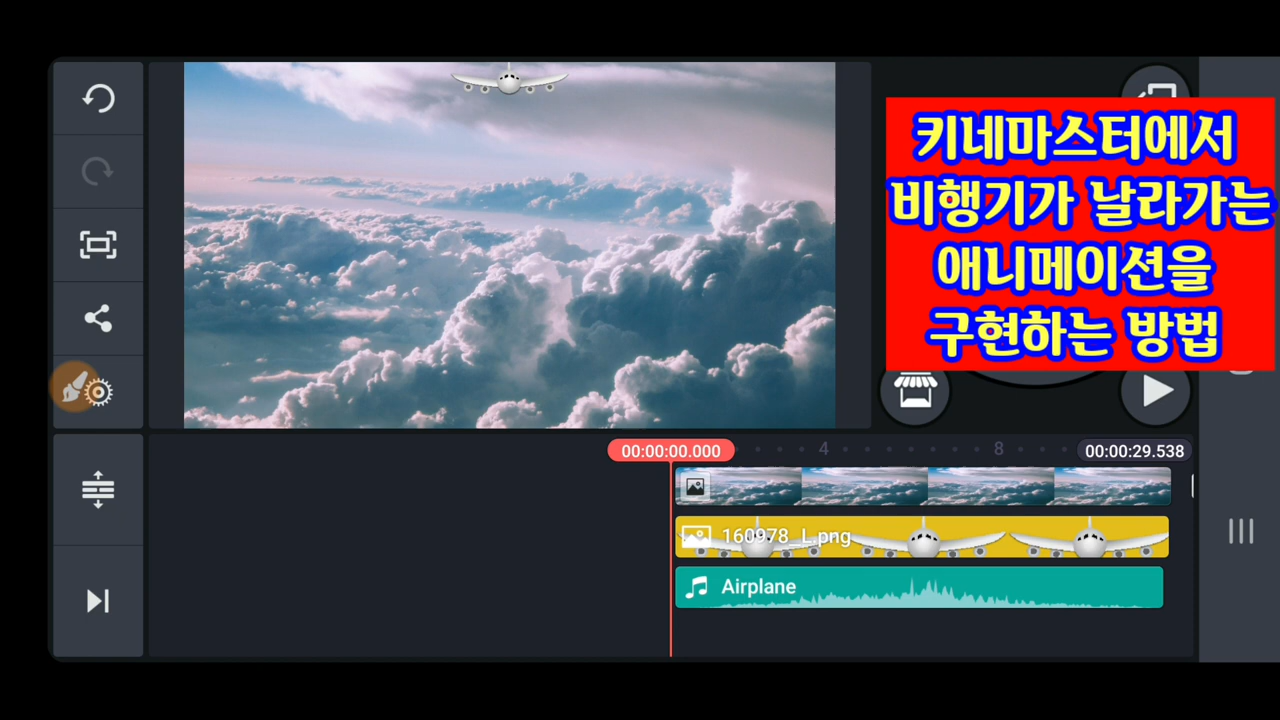 키네마스터에서
비행기가 날라가는
애니메이션을
구현하는 방법
00:00:00.000
4
8
00:00:29.538
160978_L.png
Airplane